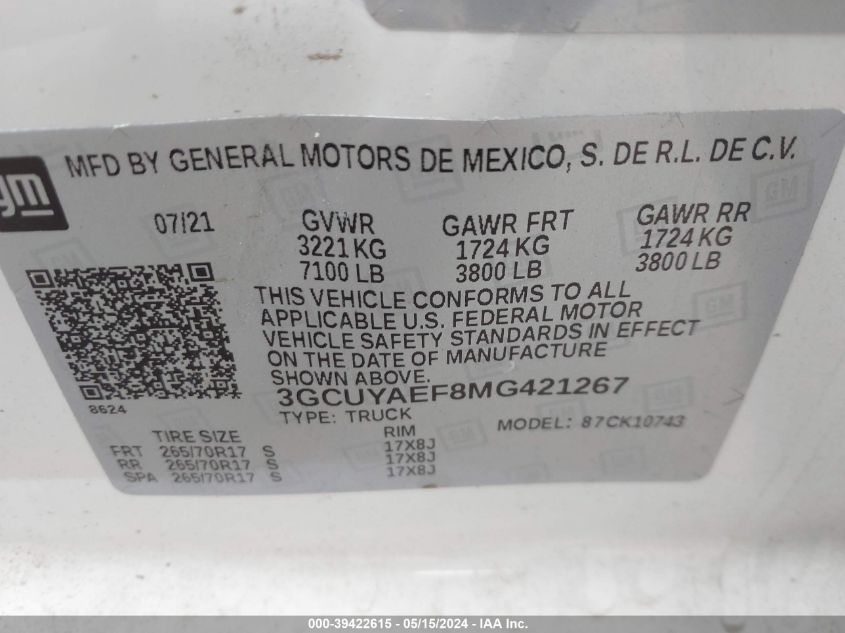 gm
MFD BY GENERAL MOTORS DE MEXICO, S. DE R.L. DE C.V.
07/21 GVWR GAWR FRT GAWR RR
3221 KG 1724 KG 1724 KG
7100 LB 3800 LB 3800 LB
THIS VEHICLE CONFORMS TO ALL
APPLICABLE U.S. FEDERAL MOTOR
VEHICLE SAFETY STANDARDS IN EFFECT
ON THE DATE OF MANUFACTURE
SHOWN ABOVE.
3GCUYAEF8MG421267
8624
TYPE: TRUCK MODEL: 87CK10743
TIRE SIZE RIM
FRT 265/70R17 S 17X8J
RR 265/70R17 S 17X8J
SPA 265/70R17 S 17X8J
000-39422615 - 05/15/2024 - IAA Inc.